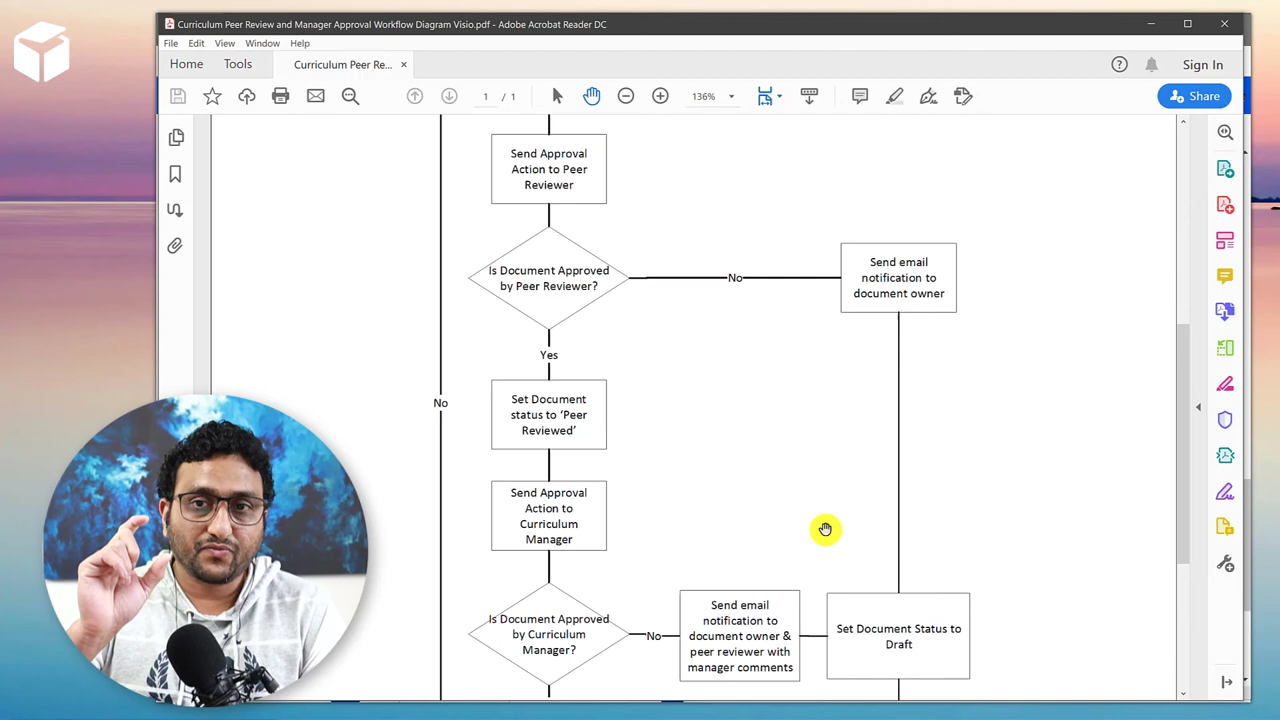 Curriculum Peer Review and Manager Approval Workflow Diagram Visio.pdf - Adobe Acrobat Reader DC
File Edit View Window Help
Home Tools Curriculum Peer Re... × Sign In
1 / 1 136% Share
Send Approval
Action to Peer
Reviewer
Is Document Approved
by Peer Reviewer?
No
Send email
notification to
document owner
Yes
Set Document
status to ‘Peer
Reviewed’
No
Send Approval
Action to
Curriculum
Manager
Is Document Approved
by Curriculum
Manager?
No
Send email
notification to
document owner &
peer reviewer with
manager comments
Set Document Status to
Draft